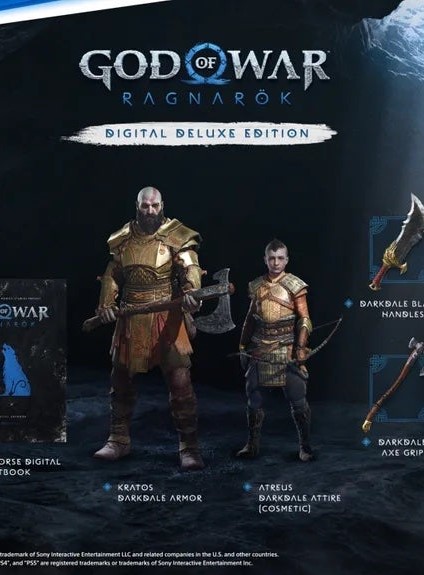 GOD OF WAR
RAGNARÖK
DIGITAL DELUXE EDITION
DARKDALE BLA
HANDLES
OF WAR
DARKDALE
AXE GRIP
ORSE DIGITAL
TBOOK
KRATOS
DARKDALE ARMOR
ATREUS
DARKDALE ATTIRE
(COSMETIC)
trademark of Sony Interactive Entertainment LLC and related companies in the U.S. and other countries.
PS4", and "PS5" are registered trademarks or trademarks of Sony Interactive Entertainment Inc.